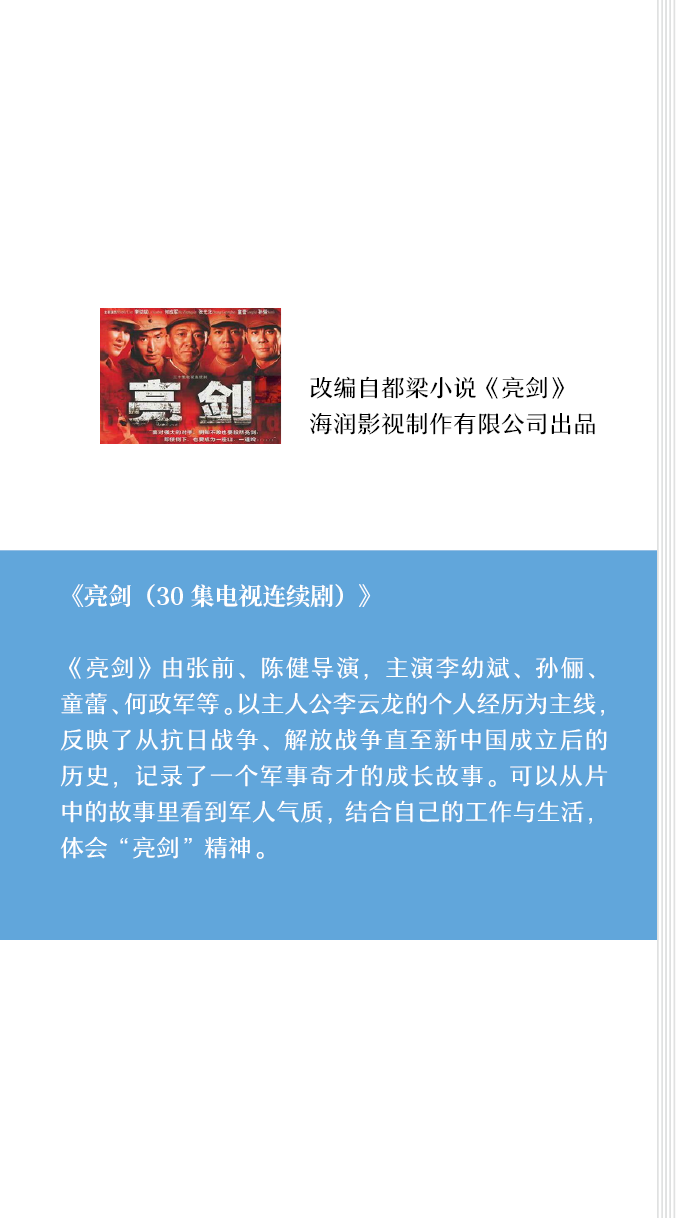 亮剑
改编自都梁小说《亮剑》
海润影视制作有限公司出品
《亮剑（30 集电视连续剧）》
《亮剑》由张前、陈健导演，主演李幼斌、孙俪、
童蕾、何政军等。以主人公李云龙的个人经历为主线，
反映了从抗日战争、解放战争直至新中国成立后的
历史，记录了一个军事奇才的成长故事。可以从片
中的故事里看到军人气质，结合自己的工作与生活，
体会“亮剑”精神。